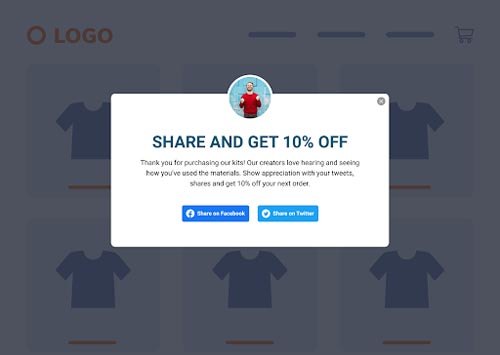 LOGO
SHARE AND GET 10% OFF
Thank you for purchasing our kits! Our creators love hearing and seeing
how you've used the materials. Show appreciation with your tweets,
shares and get 10% off your next order.
Share on Facebook
Share on Twitter